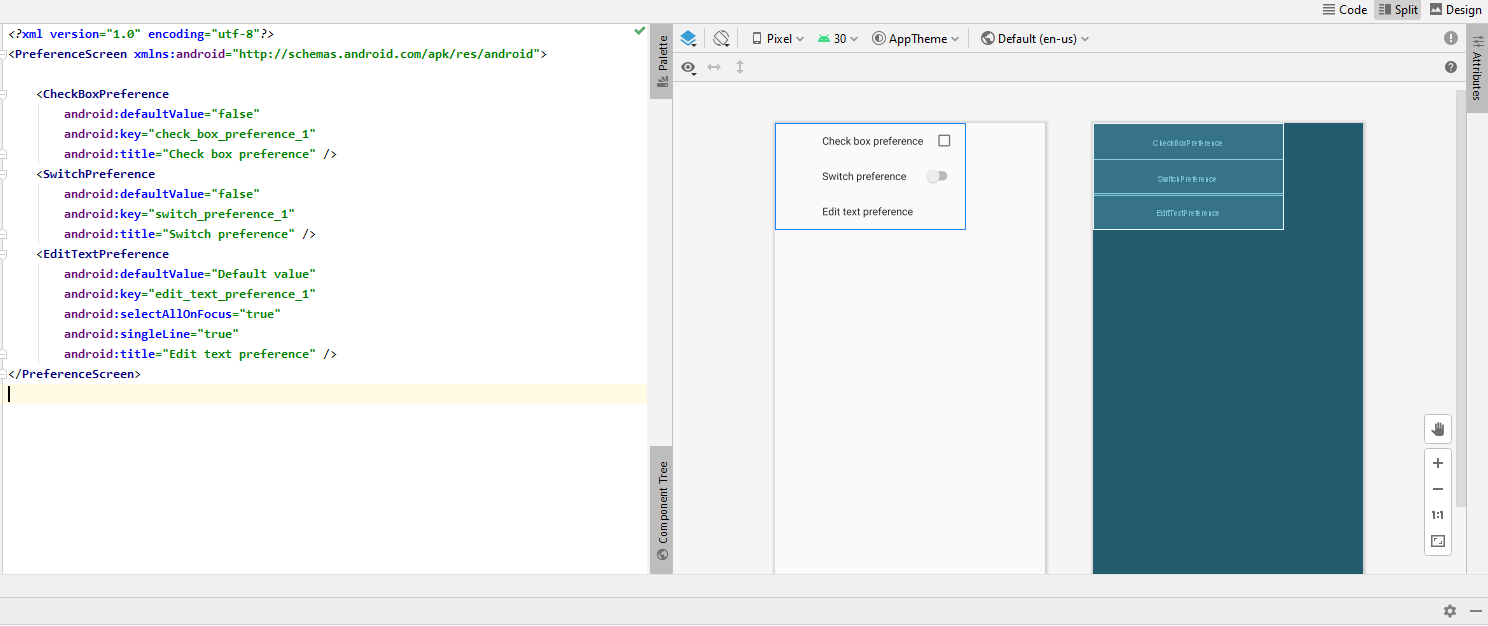 Code Split Design
<?xml version="1.0" encoding="utf-8"?>
<PreferenceScreen xmlns:android="http://schemas.android.com/apk/res/android">
<CheckBoxPreference
android:defaultValue="false"
android:key="check_box_preference_1"
android:title="Check box preference" />
<SwitchPreference
android:defaultValue="false"
android:key="switch_preference_1"
android:title="Switch preference" />
<EditTextPreference
android:defaultValue="Default value"
android:key="edit_text_preference_1"
android:selectAllOnFocus="true"
android:singleLine="true"
android:title="Edit text preference" />
</PreferenceScreen>
Palette
Component Tree
Pixel 30 AppTheme Default (en-us)
Check box preference
Switch preference
Edit text preference
CheckBoxPreference
SwitchPreference
EditTextPreference
1:1
Attributes